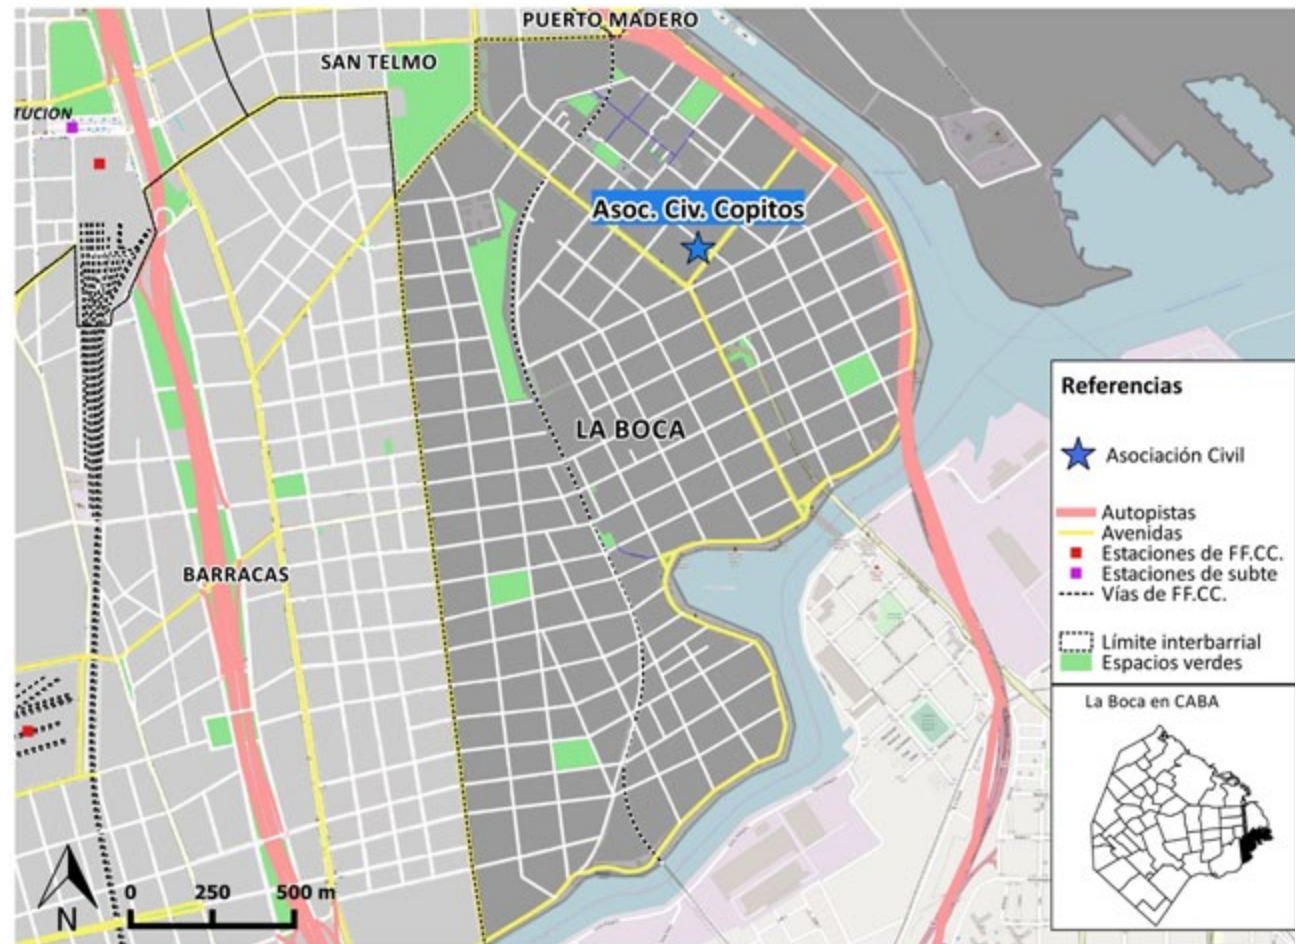 PUERTO MADERO
SAN TELMO
TUCION
Asoc. Civ. Copitos
LA BOCA
BARRACAS
Referencias
Asociación Civil
Autopistas
Avenidas
Estaciones de FF.CC.
Estaciones de subte
Vías de FF.CC.
Límite interbarrial
Espacios verdes
La Boca en CABA
0 250 500 m
N